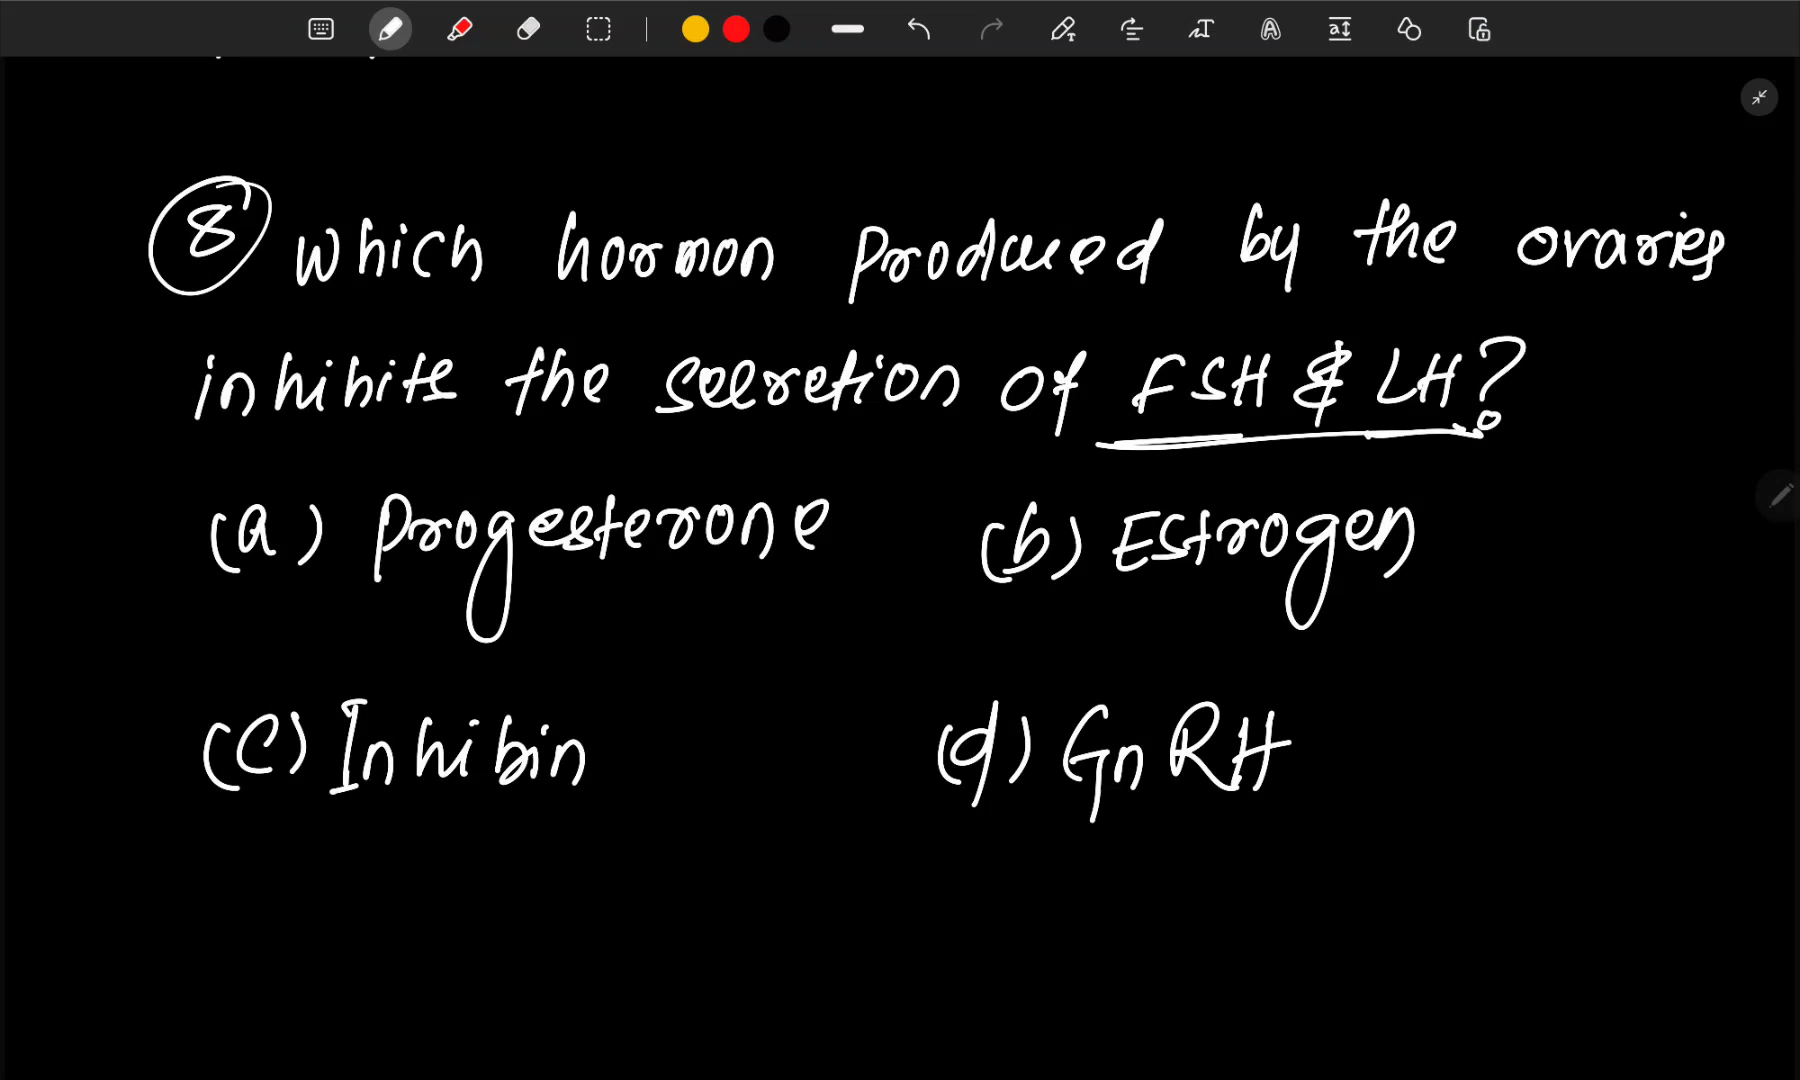 8 Which hormon produced by the ovaries
inhibits the secretion of FSH & LH?
(a) Progesterone (b) Estrogen
(c) Inhibin (d) GnRH